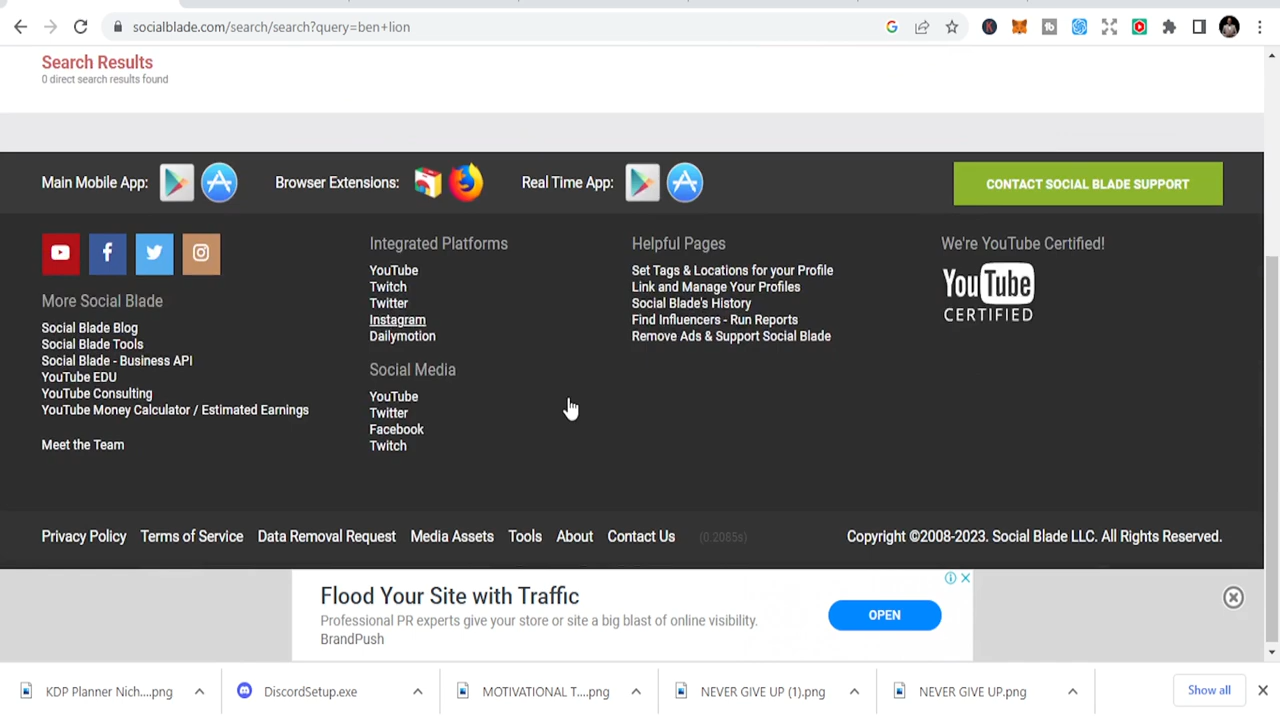 socialblade.com/search/search?query=ben+lion
Search Results
0 direct search results found
Main Mobile App:
Browser Extensions:
Real Time App:
CONTACT SOCIAL BLADE SUPPORT
More Social Blade
Social Blade Blog
Social Blade Tools
Social Blade - Business API
YouTube EDU
YouTube Consulting
YouTube Money Calculator / Estimated Earnings
Meet the Team
Integrated Platforms
YouTube
Twitch
Twitter
Instagram
Dailymotion
Social Media
YouTube
Twitter
Facebook
Twitch
Helpful Pages
Set Tags & Locations for your Profile
Link and Manage Your Profiles
Social Blade's History
Find Influencers - Run Reports
Remove Ads & Support Social Blade
We're YouTube Certified!
YouTube
CERTIFIED
Privacy Policy Terms of Service Data Removal Request Media Assets Tools About Contact Us (0.2085s) Copyright ©2008-2023. Social Blade LLC. All Rights Reserved.
Flood Your Site with Traffic
Professional PR experts give your store or site a big blast of online visibility.
BrandPush
OPEN
KDP Planner Nich....png
DiscordSetup.exe
MOTIVATIONAL T....png
NEVER GIVE UP (1).png
NEVER GIVE UP.png
Show all